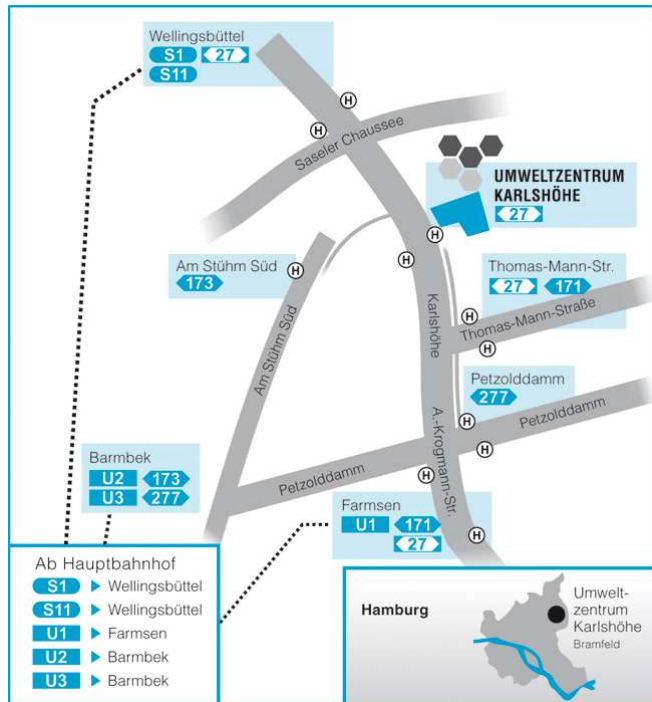 Wellingsbüttel
S1 27
S11
H
H
Saseler Chaussee
UMWELTZENTRUM
KARLSHÖHE
27
H
H
Am Stühm Süd
173
H
Thomas-Mann-Str.
27 171
H
Thomas-Mann-Straße
H
Karlshöhe
Am Stühm Süd
Petzolddamm
277
H
Petzolddamm
H
A.-Krogmann-Str.
H
Petzolddamm
Barmbek
U2 173
U3 277
Farmsen
U1 171
27
H
Ab Hauptbahnhof
S1 Wellingsbüttel
S11 Wellingsbüttel
U1 Farmsen
U2 Barmbek
U3 Barmbek
Hamburg
Umwelt-
zentrum
Karlshöhe
Bramfeld